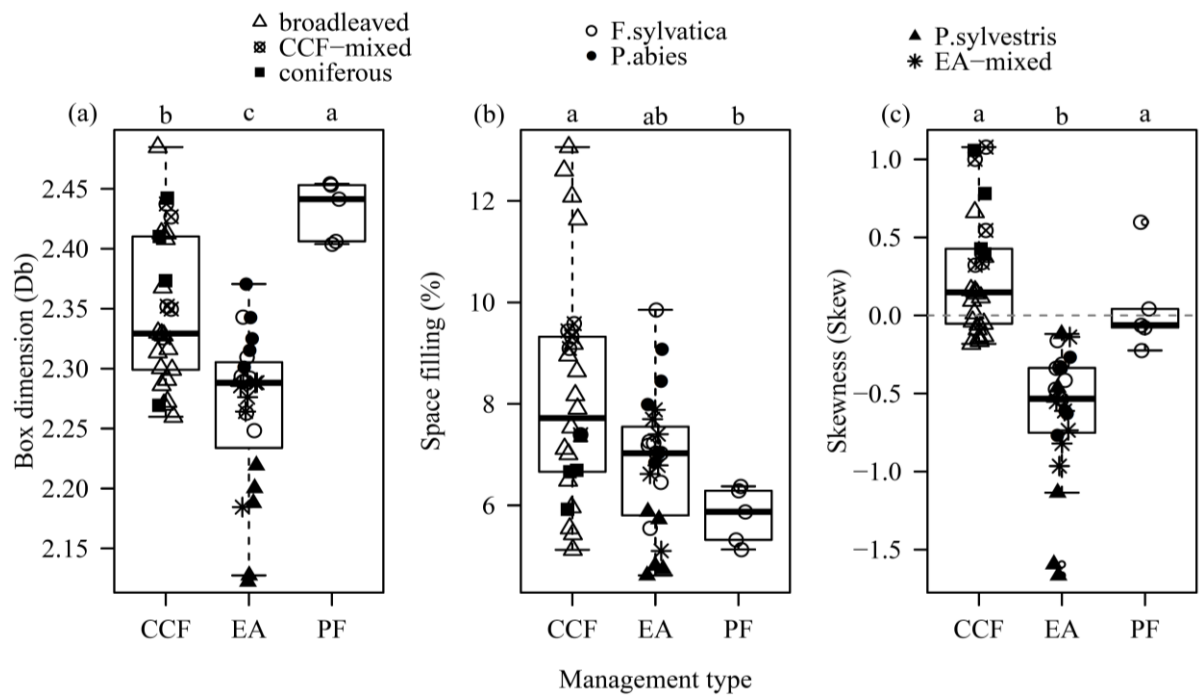 broadleaved
CCF−mixed
coniferous
F.sylvatica
P.abies
P.sylvestris
EA−mixed
(a) b c a
Box dimension (Db)
2.45
2.40
2.35
2.30
2.25
2.20
2.15
CCF EA PF
(b) a ab b
Space filling (%)
12
10
8
6
CCF EA PF
(c) a b a
Skewness (Skew)
1.0
0.5
0.0
−0.5
−1.0
−1.5
CCF EA PF
Management type